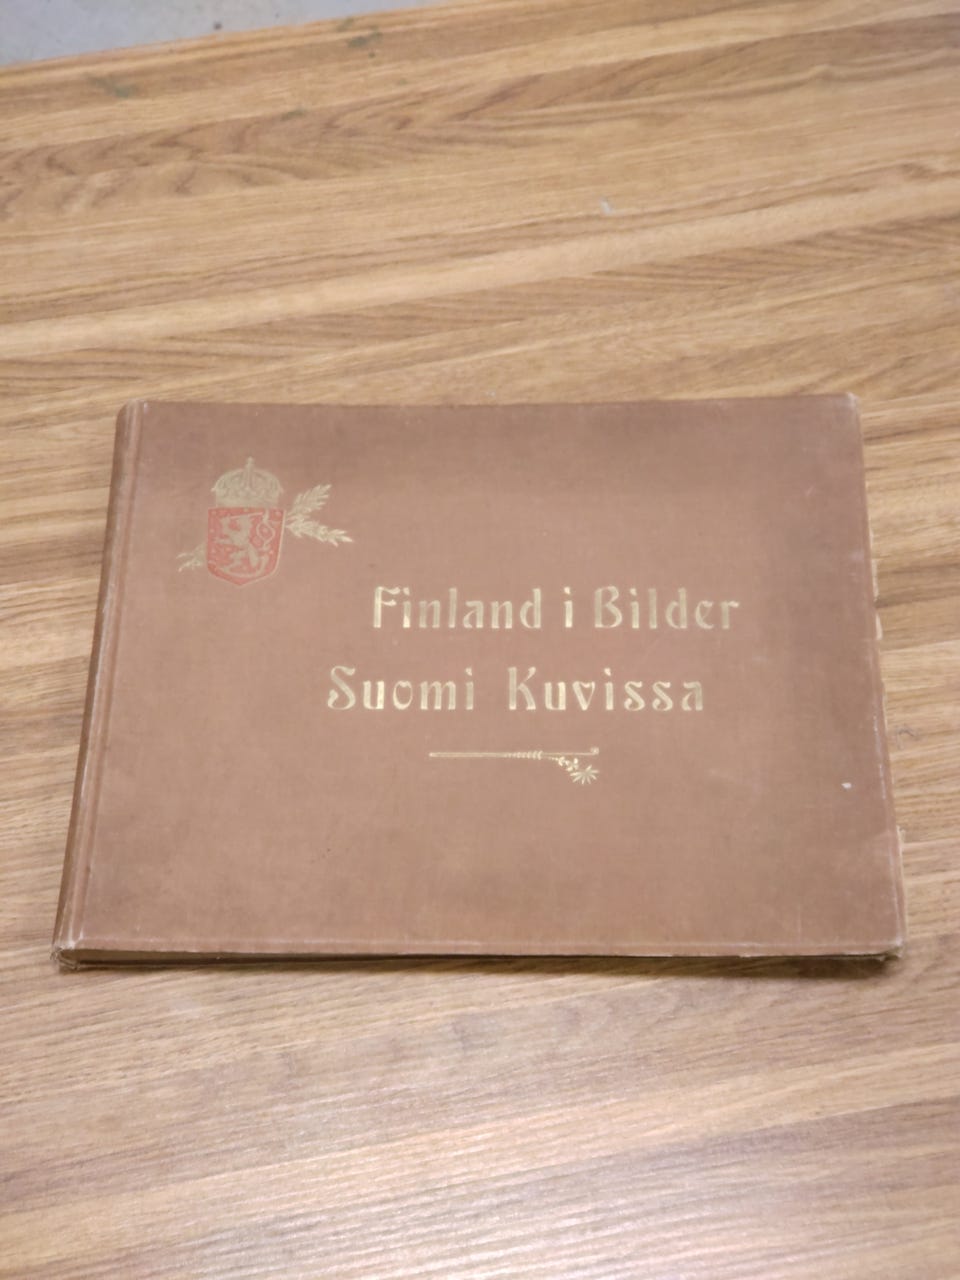 Finland i Bilder
Suomi Kuvissa